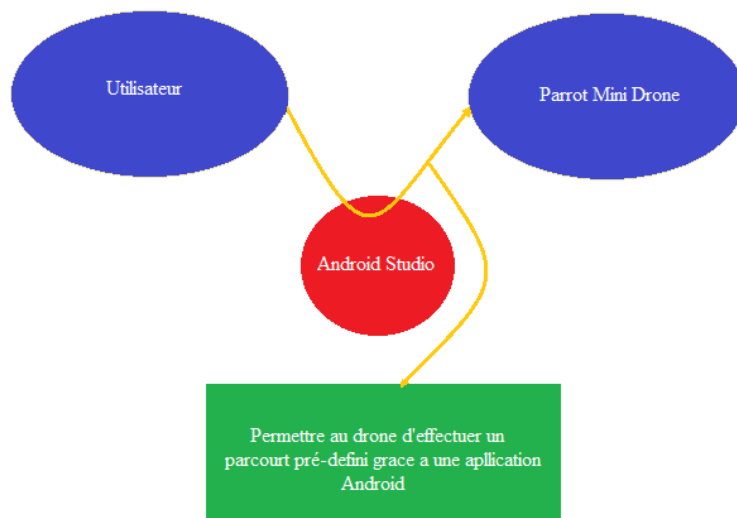 Utilisateur
Parrot Mini Drone
Android Studio
Permettre au drone d'effectuer un
parcourt pré-defini grace a une apllication
Android